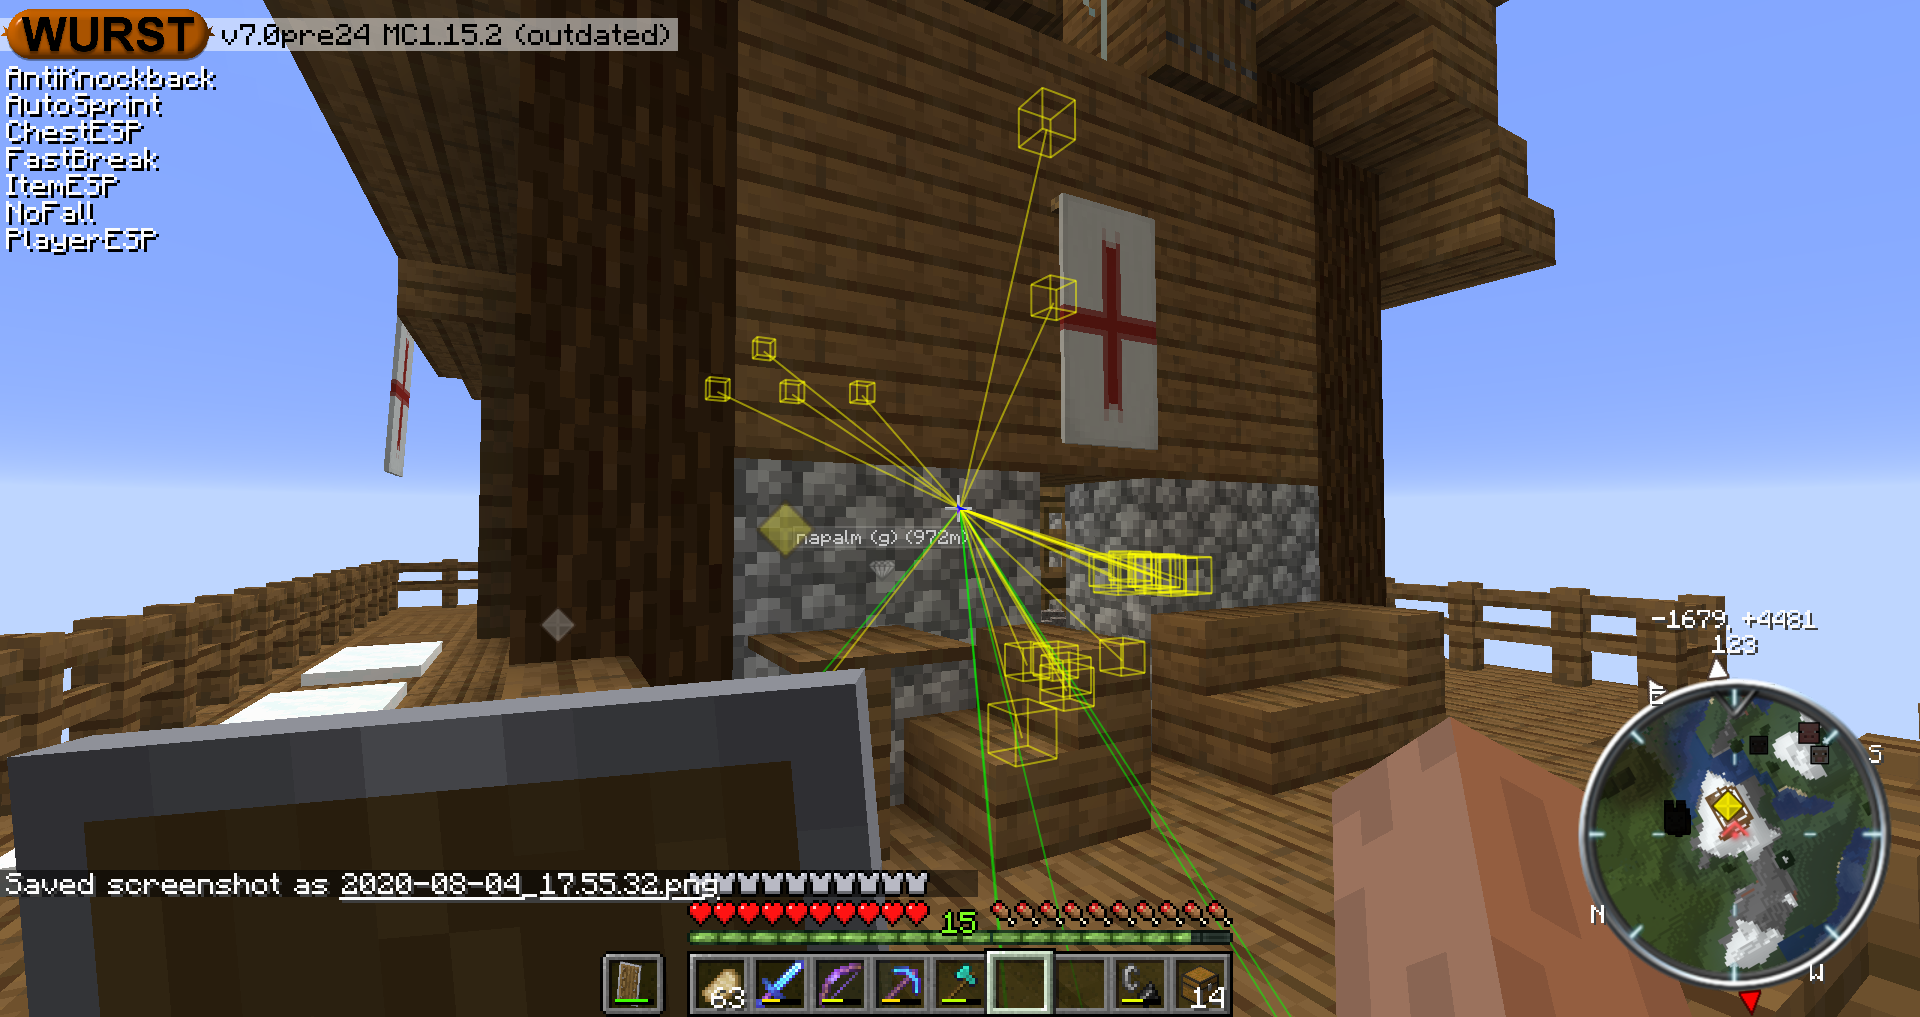 WURST v7.0pre24 MC1.15.2 (outdated)
AntiKnockback
AutoSprint
ChestESP
FastBreak
ItemESP
NoFall
PlayerESP
napalm (g) (972m)
-1679, +4481
123
E
S
N
W
Saved screenshot as 2020-08-04_17.55.32.png
15
63
14